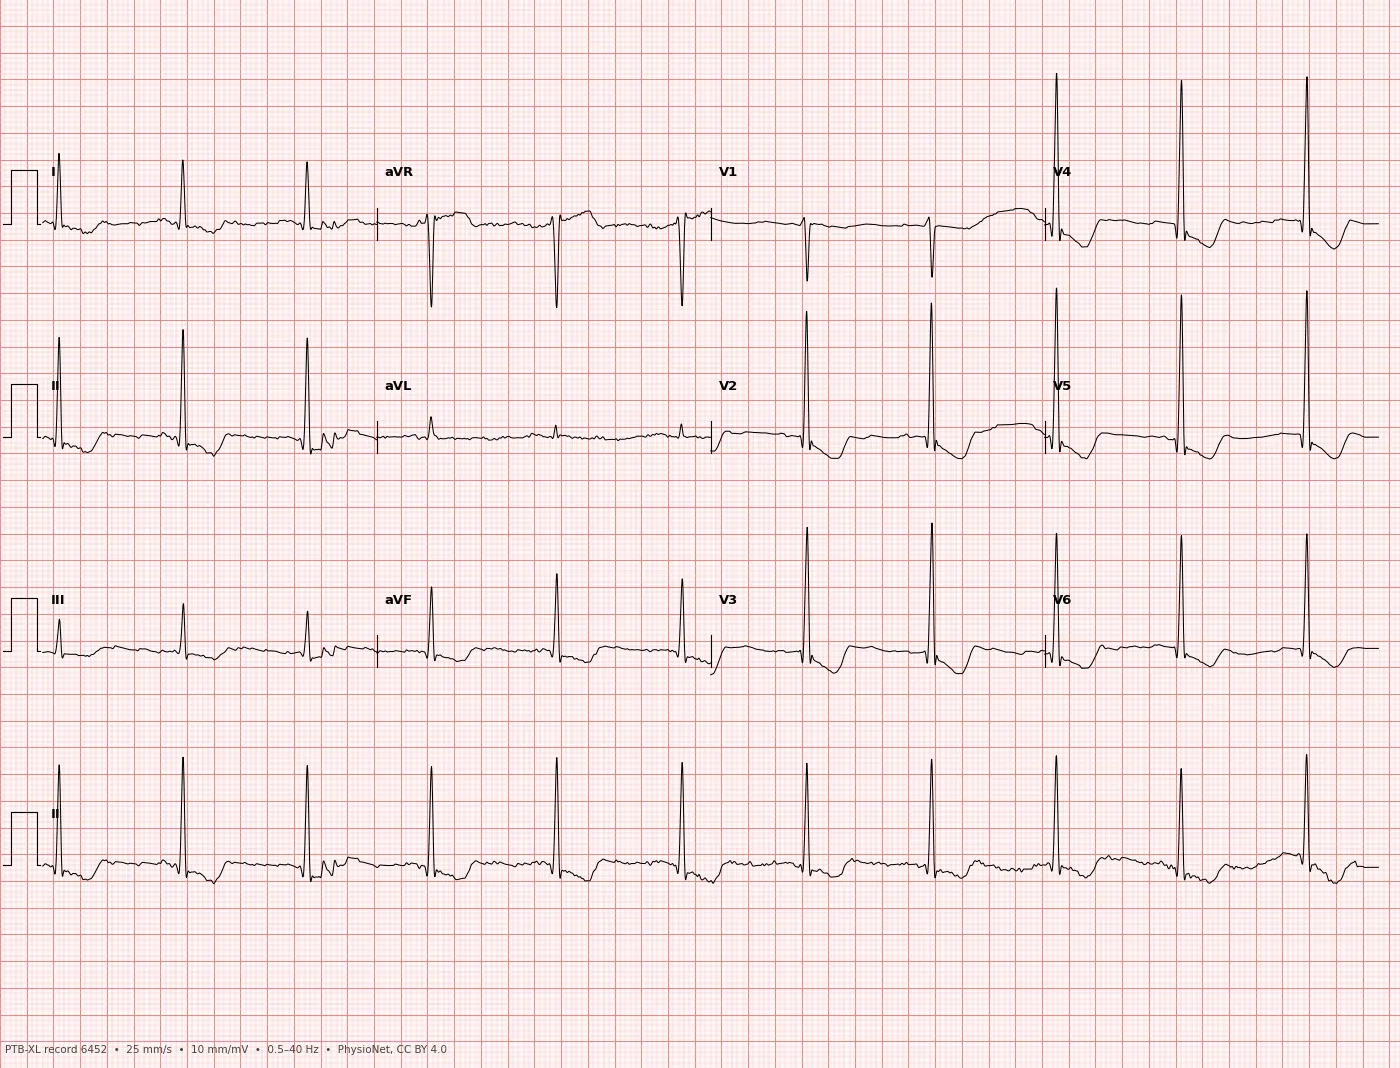 I aVR V1 V4
II aVL V2 V5
III aVF V3 V6
II
PTB-XL record 6452 • 25 mm/s • 10 mm/mV • 0.5–40 Hz • PhysioNet, CC BY 4.0